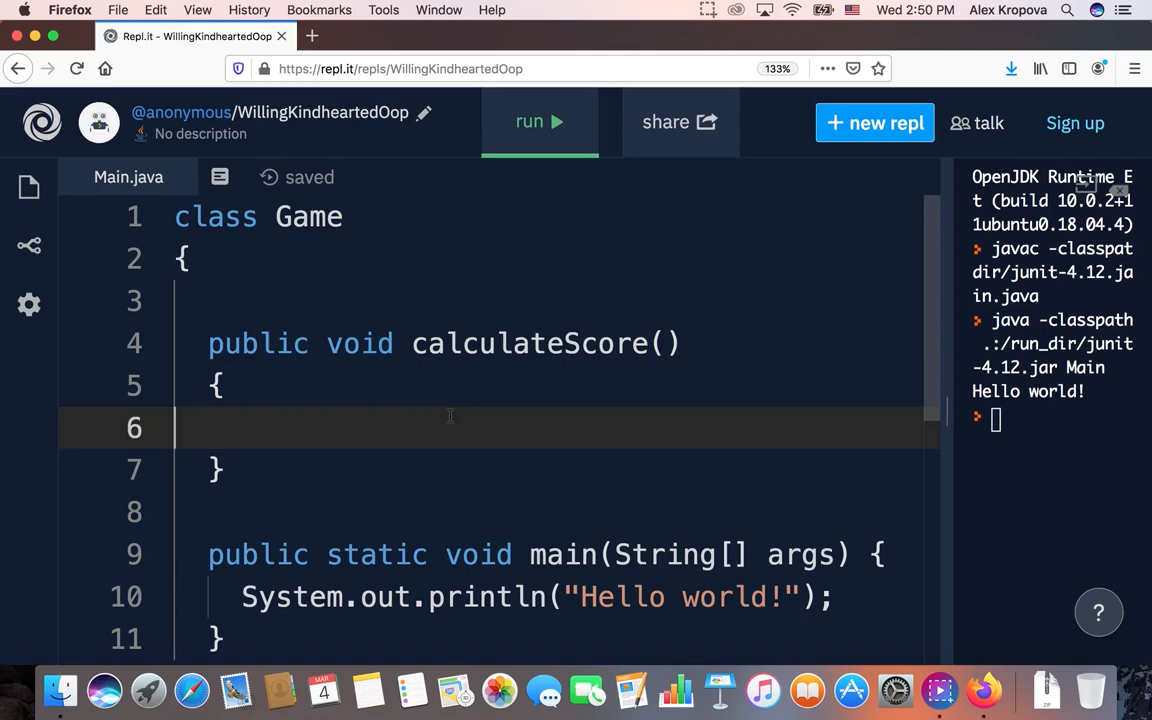 Firefox File Edit View History Bookmarks Tools Window Help Wed 2:50 PM Alex Kropova
Repl.it - WillingKindheartedOop
https://repl.it/repls/WillingKindheartedOop 133%
@anonymous/WillingKindheartedOop
No description
run
share
+ new repl
talk
Sign up
Main.java
saved
1 class Game
2 {
3
4 public void calculateScore()
5 {
6
7 }
8
9 public static void main(String[] args) {
10 System.out.println("Hello world!");
11 }
OpenJDK Runtime E
t (build 10.0.2+1
1ubuntu0.18.04.4)
javac -classpat
dir/junit-4.12.ja
in.java
java -classpath
.:/run_dir/junit
-4.12.jar Main
Hello world!
?
MAR
4
ZIP